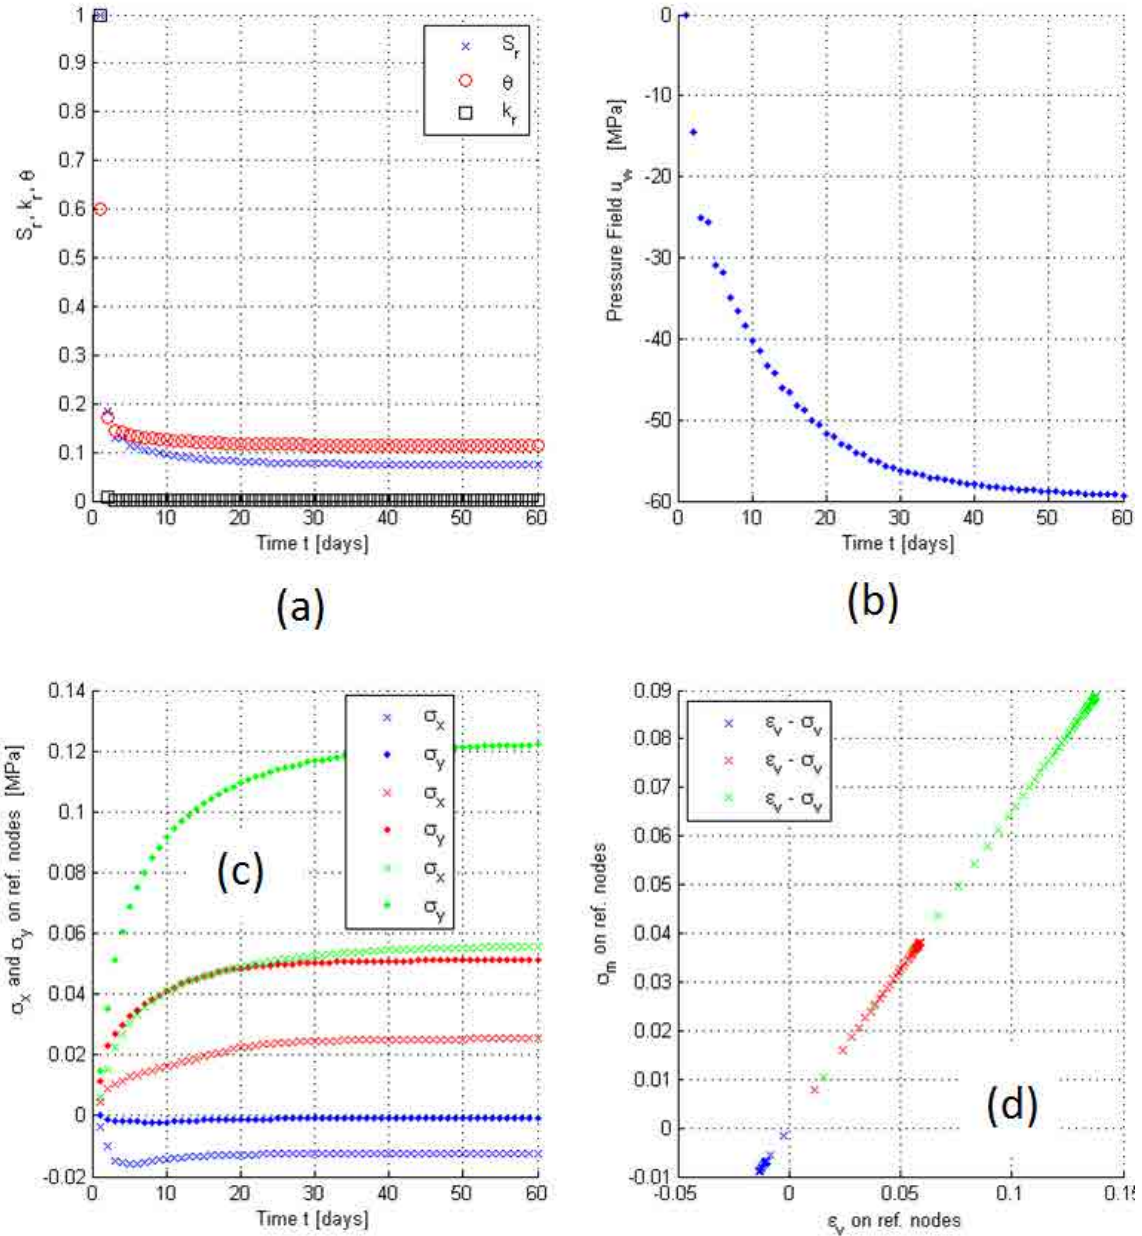 1
0.9
0.8
0.7
0.6
0.5
0.4
0.3
0.2
0.1
0
S_r, k_r, θ
S_r
θ
k_r
0 10 20 30 40 50 60
Time t [days]
(a)
0
-10
-20
-30
-40
-50
-60
Pressure Field u_w [MPa]
0 10 20 30 40 50 60
Time t [days]
(b)
0.14
0.12
0.1
0.08
0.06
0.04
0.02
0
-0.02
σ_x and σ_y on ref. nodes [MPa]
σ_x
σ_y
σ_x
σ_y
σ_x
σ_y
(c)
0 10 20 30 40 50 60
Time t [days]
0.09
0.08
0.07
0.06
0.05
0.04
0.03
0.02
0.01
0
-0.01
σ_m on ref. nodes
ε_v - σ_v
ε_v - σ_v
ε_v - σ_v
(d)
-0.05 0 0.05 0.1 0.15
ε_v on ref. nodes